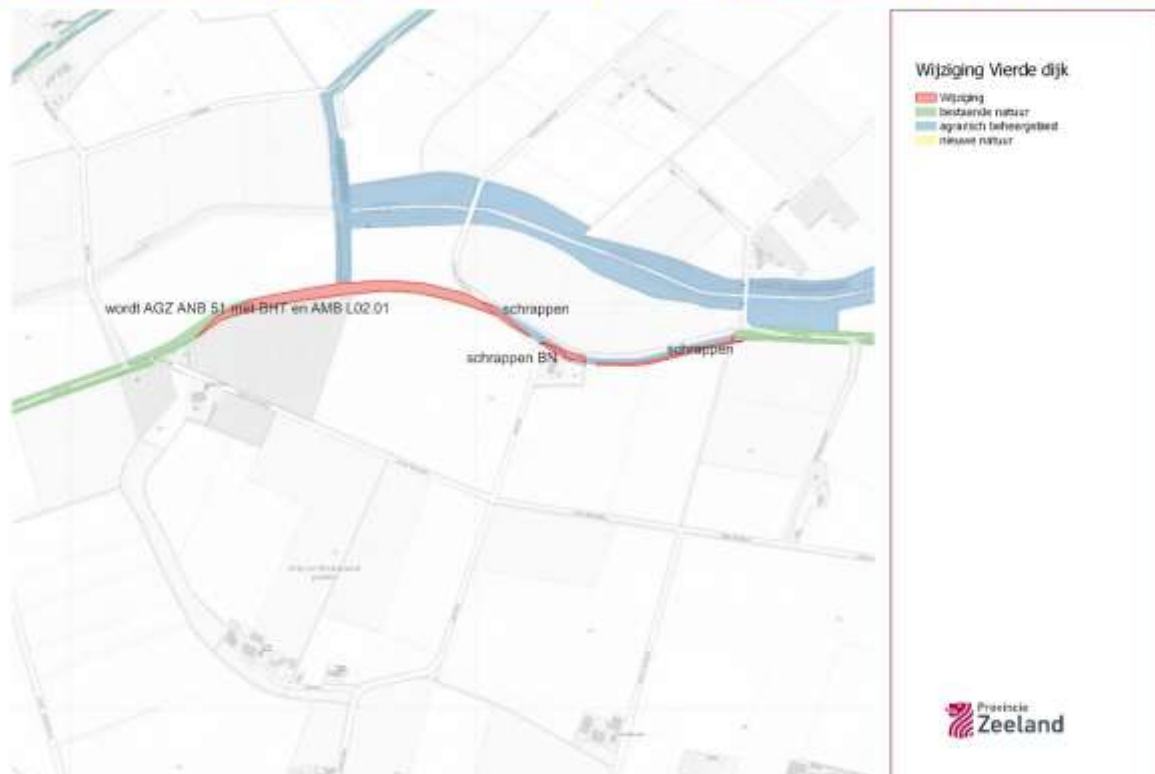 Wijziging Vierde dijk
Wijziging
bestaande natuur
agrarisch beheergebied
nieuwe natuur
wordt AGZ ANB 51 met BHT en AMB L02.01
schrappen
schrappen BN
schrappen
Provincie
Zeeland